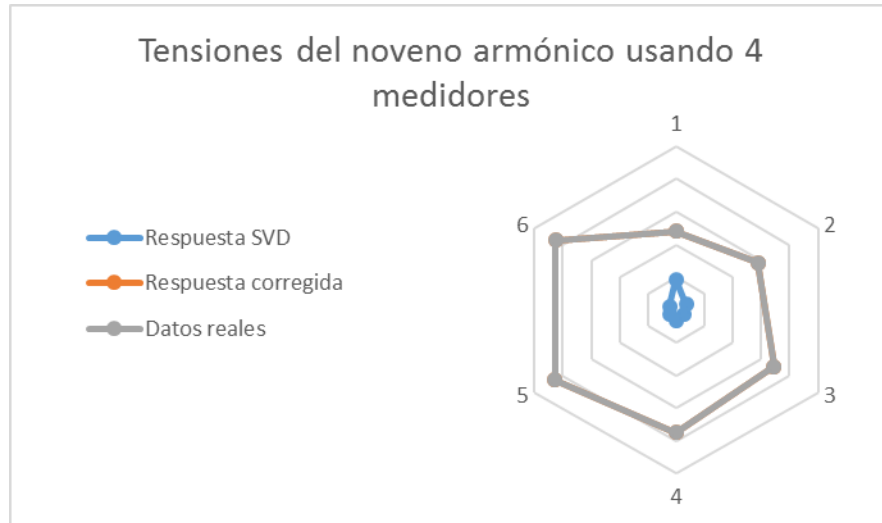 Tensiones del noveno armónico usando 4
medidores
1
2
3
4
5
6
Respuesta SVD
Respuesta corregida
Datos reales